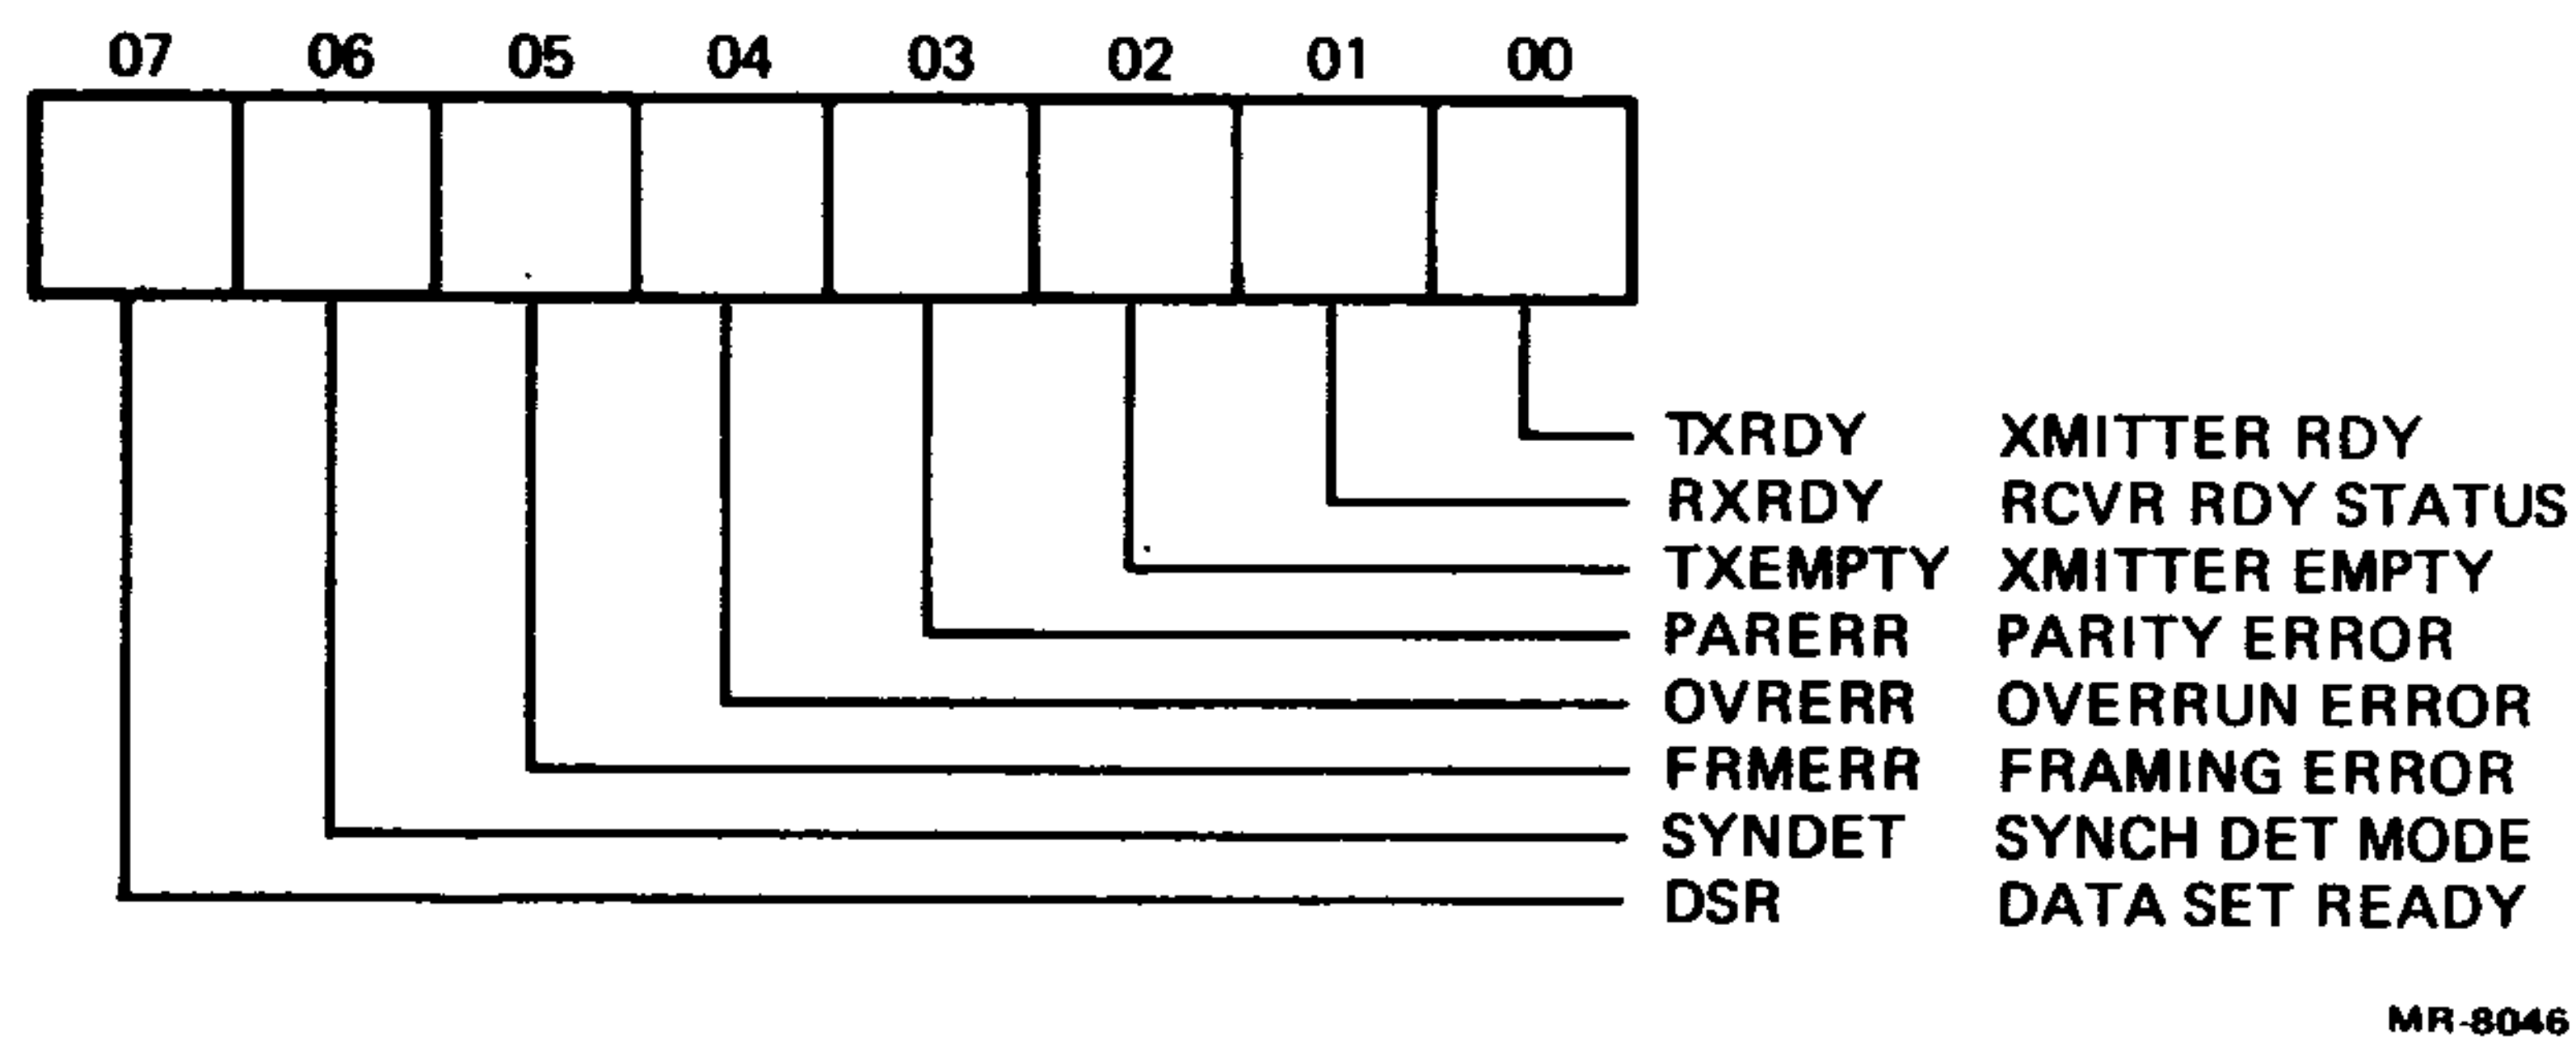 07 06 05 04 03 02 01 00
TXRDY XMITTER RDY
RXRDY RCVR RDY STATUS
TXEMPTY XMITTER EMPTY
PARERR PARITY ERROR
OVRERR OVERRUN ERROR
FRMERR FRAMING ERROR
SYNDET SYNCH DET MODE
DSR DATA SET READY
MR-8046